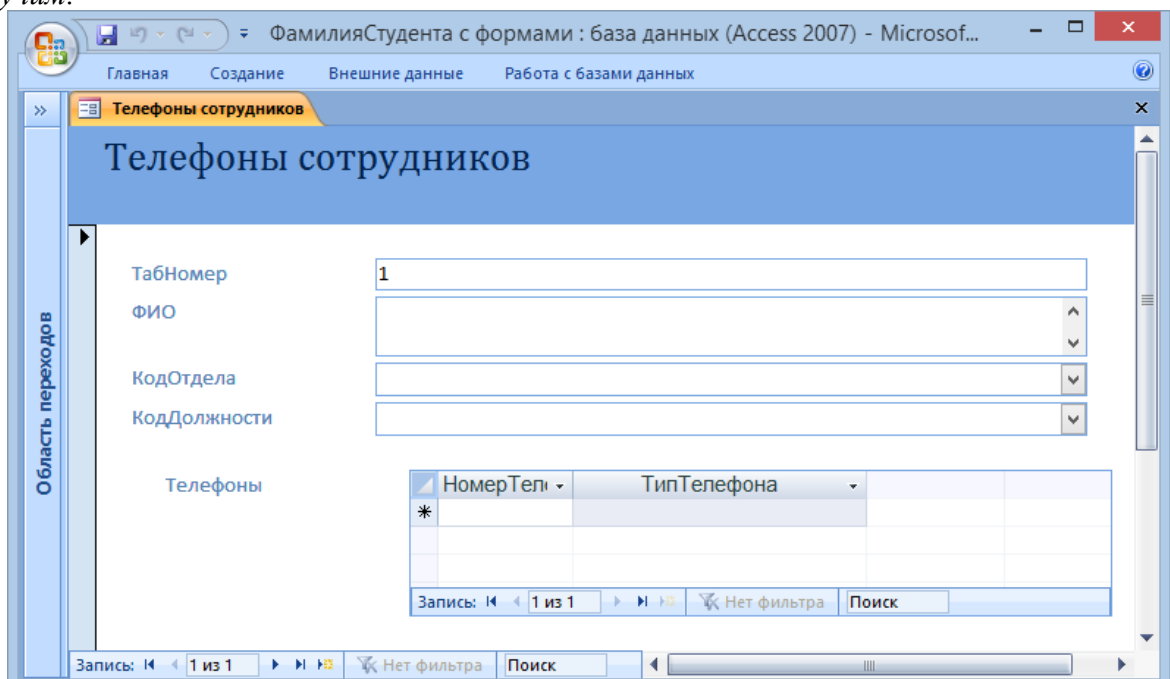 ФамилияСтудента с формами : база данных (Access 2007) - Microsof...
Главная Создание Внешние данные Работа с базами данных
Телефоны сотрудников
Телефоны сотрудников
ТабНомер 1
ФИО
КодОтдела
КодДолжности
Область переходов
Телефоны НомерТеле ТипТелефона
Запись: 1 из 1 Нет фильтра Поиск
Запись: 1 из 1 Нет фильтра Поиск